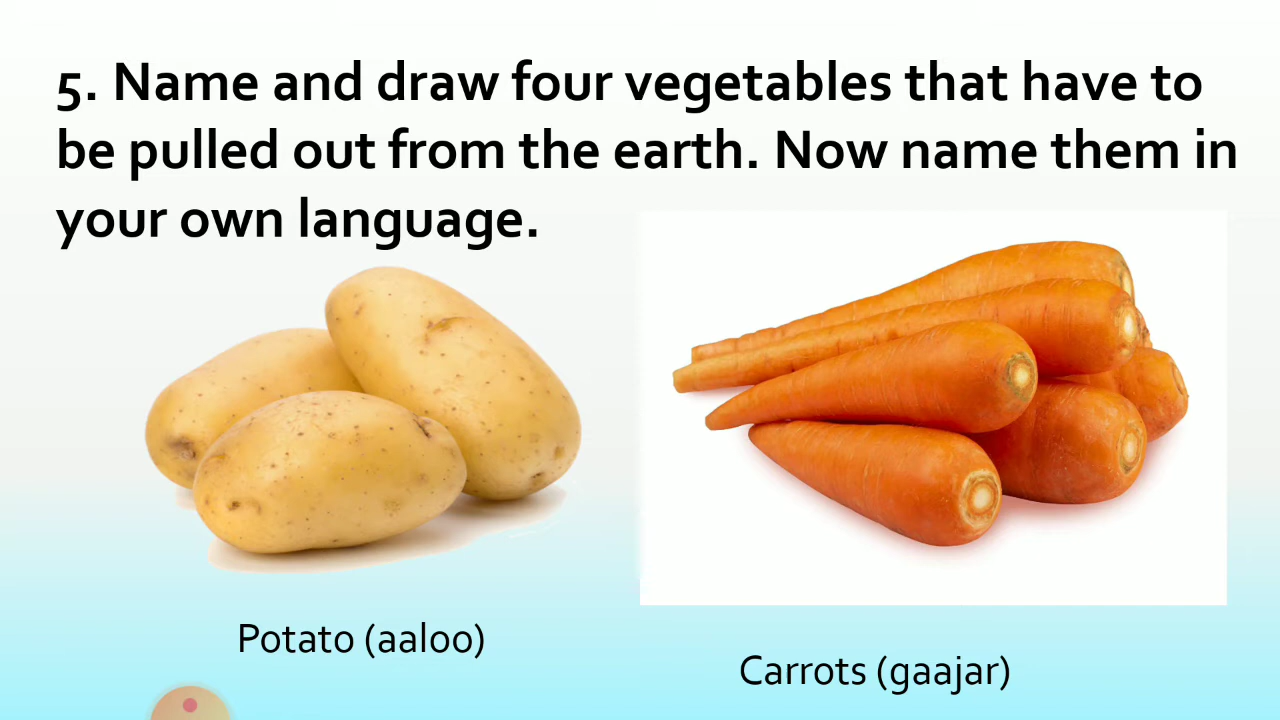 5. Name and draw four vegetables that have to
be pulled out from the earth. Now name them in
your own language.
Potato (aaloo)
Carrots (gaajar)